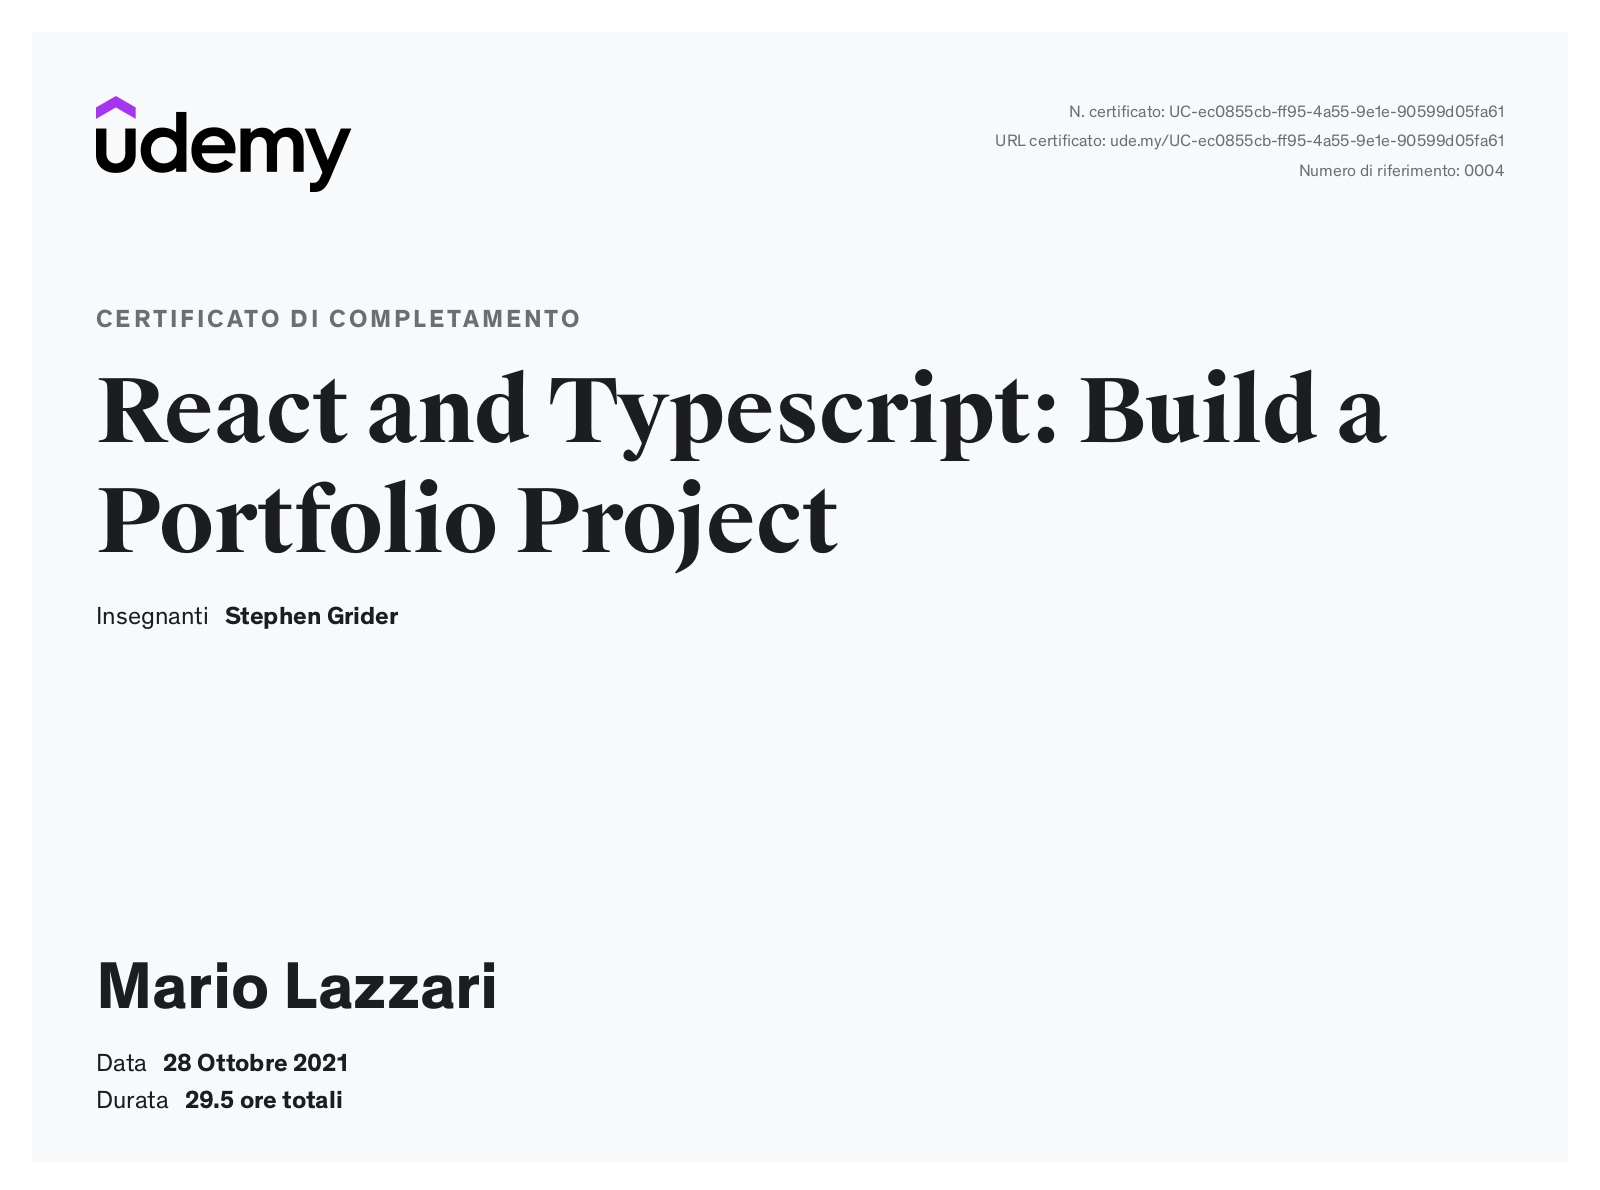 udemy
N. certificato: UC-ec0855cb-ff95-4a55-9e1e-90599d05fa61
URL certificato: ude.my/UC-ec0855cb-ff95-4a55-9e1e-90599d05fa61
Numero di riferimento: 0004
CERTIFICATO DI COMPLETAMENTO
React and Typescript: Build a
Portfolio Project
Insegnanti Stephen Grider
Mario Lazzari
Data 28 Ottobre 2021
Durata 29.5 ore totali